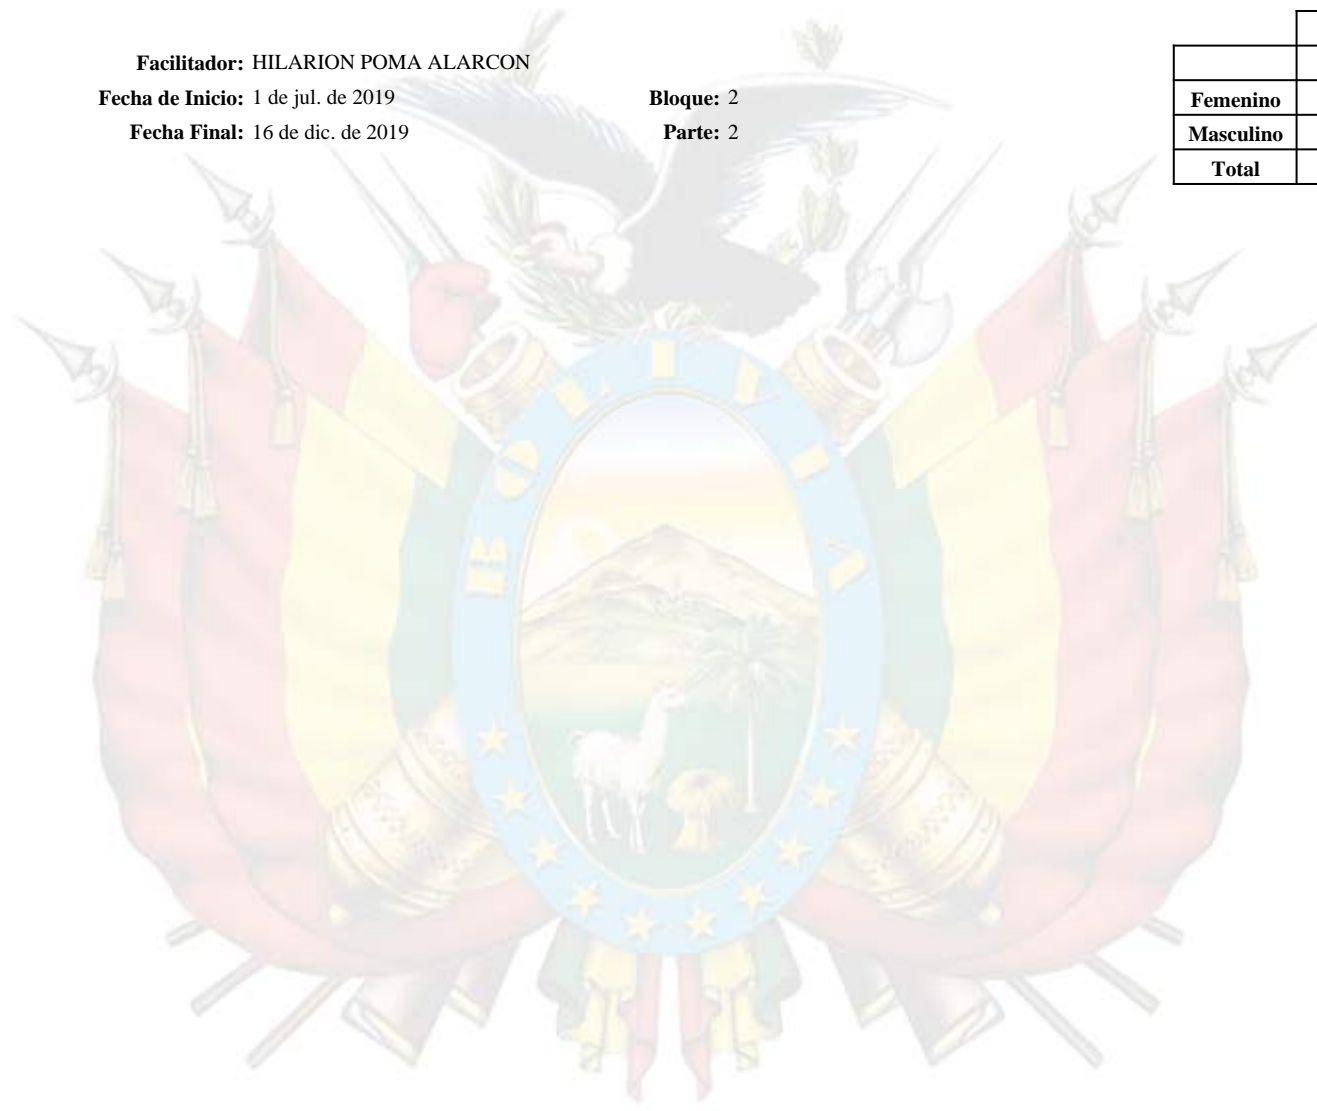 Facilitador: HILARION POMA ALARCON
Fecha de Inicio: 1 de jul. de 2019 Bloque: 2
Fecha Final: 16 de dic. de 2019 Parte: 2
Femenino
Masculino
Total
BOLIVIA